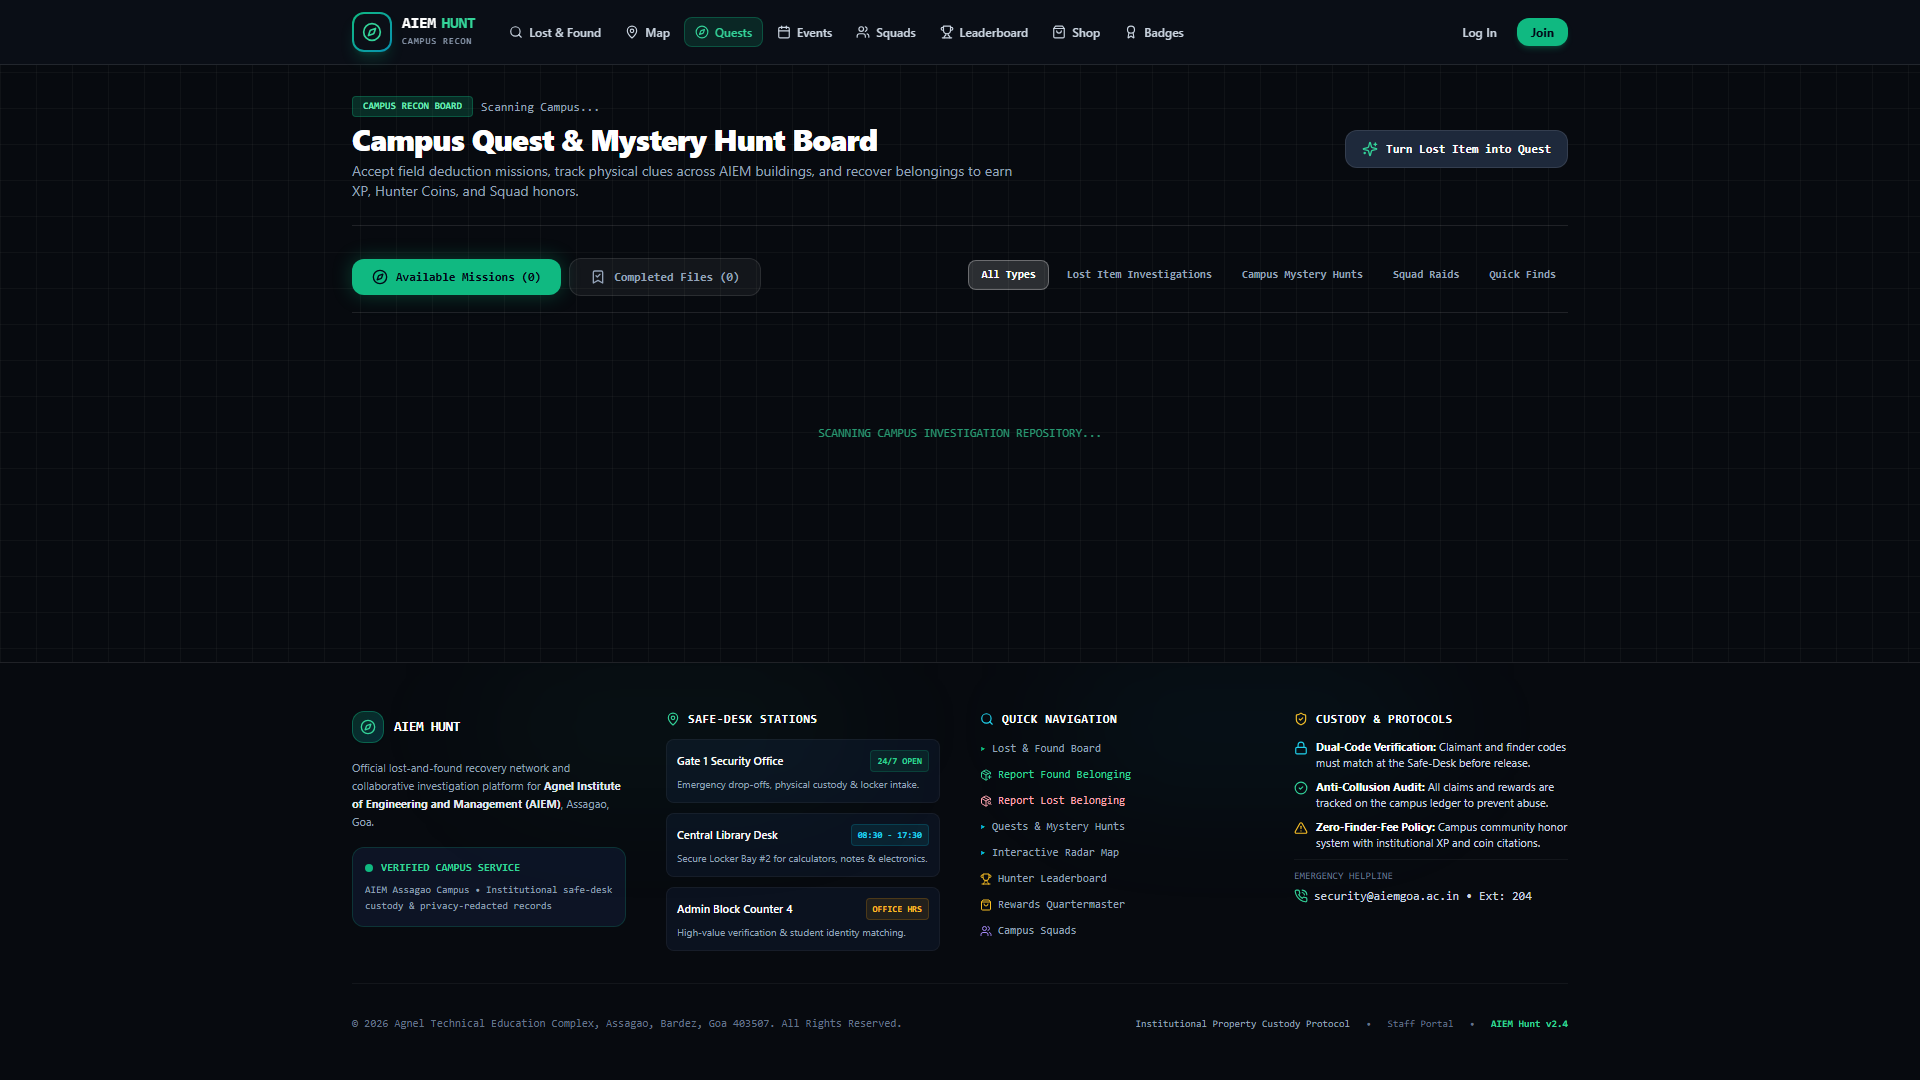 AIEM HUNT
CAMPUS RECON
Lost & Found
Map
Quests
Events
Squads
Leaderboard
Shop
Badges
Log In
Join
CAMPUS RECON BOARD
Scanning Campus...
Campus Quest & Mystery Hunt Board
Accept field deduction missions, track physical clues across AIEM buildings, and recover belongings to earn
XP, Hunter Coins, and Squad honors.
Turn Lost Item into Quest
Available Missions (0)
Completed Files (0)
All Types
Lost Item Investigations
Campus Mystery Hunts
Squad Raids
Quick Finds
SCANNING CAMPUS INVESTIGATION REPOSITORY...
AIEM HUNT
Official lost-and-found recovery network and
collaborative investigation platform for Agnel Institute
of Engineering and Management (AIEM), Assagao,
Goa.
VERIFIED CAMPUS SERVICE
AIEM Assagao Campus • Institutional safe-desk
custody & privacy-redacted records
SAFE-DESK STATIONS
Gate 1 Security Office
24/7 OPEN
Emergency drop-offs, physical custody & locker intake.
Central Library Desk
08:30 - 17:30
Secure Locker Bay #2 for calculators, notes & electronics.
Admin Block Counter 4
OFFICE HRS
High-value verification & student identity matching.
QUICK NAVIGATION
▸ Lost & Found Board
Report Found Belonging
Report Lost Belonging
▸ Quests & Mystery Hunts
▸ Interactive Radar Map
Hunter Leaderboard
Rewards Quartermaster
Campus Squads
CUSTODY & PROTOCOLS
Dual-Code Verification: Claimant and finder codes
must match at the Safe-Desk before release.
Anti-Collusion Audit: All claims and rewards are
tracked on the campus ledger to prevent abuse.
Zero-Finder-Fee Policy: Campus community honor
system with institutional XP and coin citations.
EMERGENCY HELPLINE
security@aiemgoa.ac.in • Ext: 204
© 2026 Agnel Technical Education Complex, Assagao, Bardez, Goa 403507. All Rights Reserved.
Institutional Property Custody Protocol • Staff Portal • AIEM Hunt v2.4